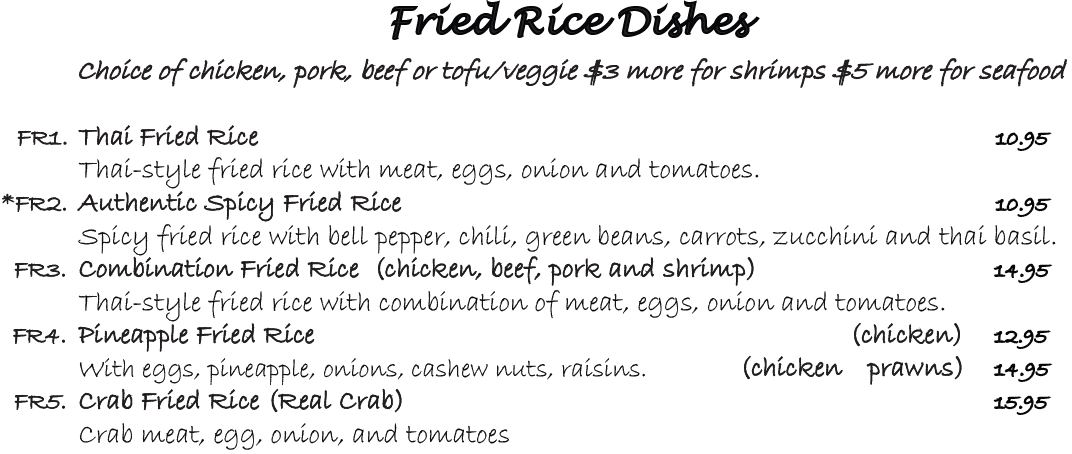 Fried Rice Dishes
Choice of chicken, pork, beef or tofu/veggie $3 more for shrimps $5 more for seafood
FR1. Thai Fried Rice 10.95
Thai-style fried rice with meat, eggs, onion and tomatoes.
*FR2. Authentic Spicy Fried Rice 10.95
Spicy fried rice with bell pepper, chili, green beans, carrots, zucchini and thai basil.
FR3. Combination Fried Rice (chicken, beef, pork and shrimp) 14.95
Thai-style fried rice with combination of meat, eggs, onion and tomatoes.
FR4. Pineapple Fried Rice (chicken) 12.95
With eggs, pineapple, onions, cashew nuts, raisins. (chicken prawns) 14.95
FR5. Crab Fried Rice (Real Crab) 15.95
Crab meat, egg, onion, and tomatoes